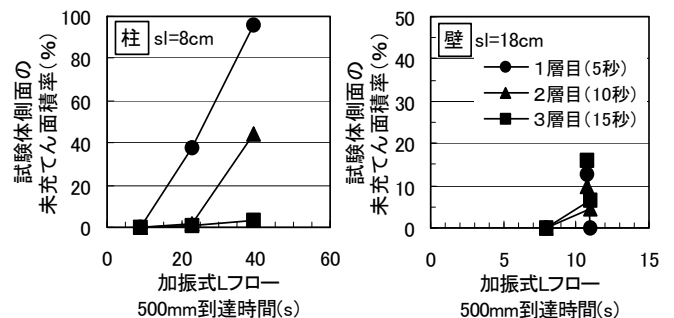 試験体側面の
未充てん面積率(%)
100
80
60
40
20
0
柱 sl=8cm
0 20 40 60
加振式Lフロー
500mm到達時間(s)
試験体側面の
未充てん面積率(%)
50
40
30
20
10
0
壁 sl=18cm
1層目(5秒)
2層目(10秒)
3層目(15秒)
0 5 10 15
加振式Lフロー
500mm到達時間(s)